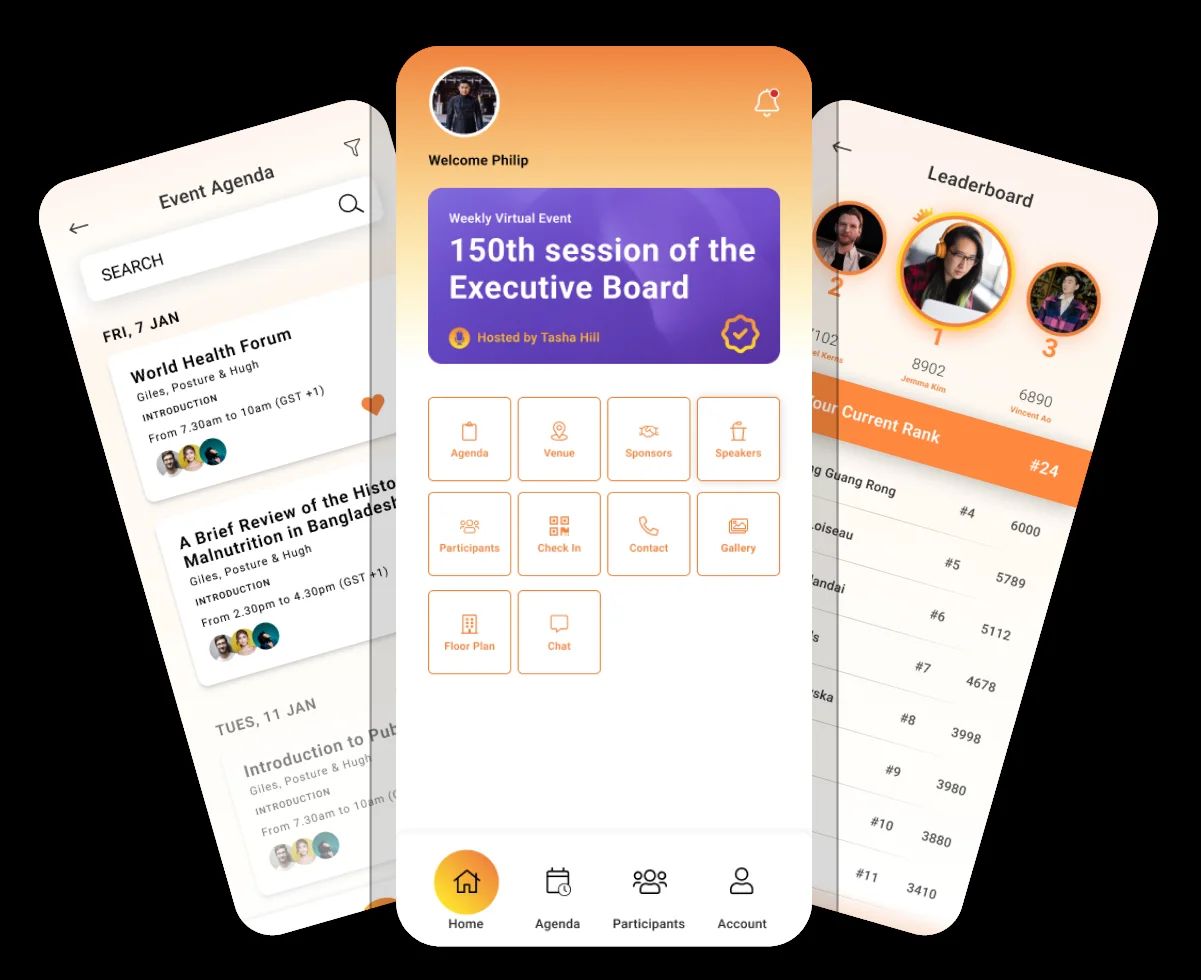 Event Agenda
SEARCH
FRI, 7 JAN
World Health Forum
Giles, Posture & Hugh
INTRODUCTION
From 7.30am to 10am (GST +1)
A Brief Review of the Histo
Malnutrition in Bangladesh
Giles, Posture & Hugh
INTRODUCTION
From 2.30pm to 4.30pm (GST +1)
TUES, 11 JAN
Introduction to Pub
Giles, Posture & Hugh
INTRODUCTION
From 7.30am to 10am (G
Welcome Philip
Weekly Virtual Event
150th session of the
Executive Board
Hosted by Tasha Hill
Agenda
Venue
Sponsors
Speakers
Participants
Check In
Contact
Gallery
Floor Plan
Chat
Home
Agenda
Participants
Account
Leaderboard
2
1
3
7102
el Kerns
8902
Jemma Kim
6890
Vincent Ao
Your Current Rank #24
ng Guang Rong #4 6000
Loiseau #5 5789
andai #6 5112
's #7 4678
ska #8 3998
#9 3980
#10 3880
#11 3410